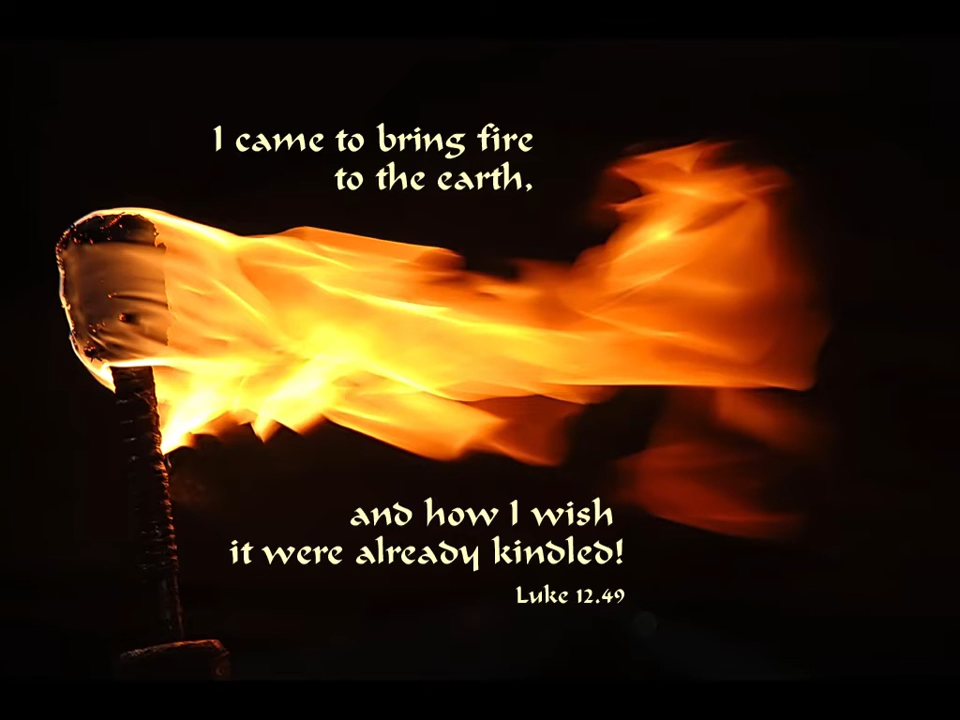 I came to bring fire
to the earth,
and how I wish
it were already kindled!
Luke 12.49